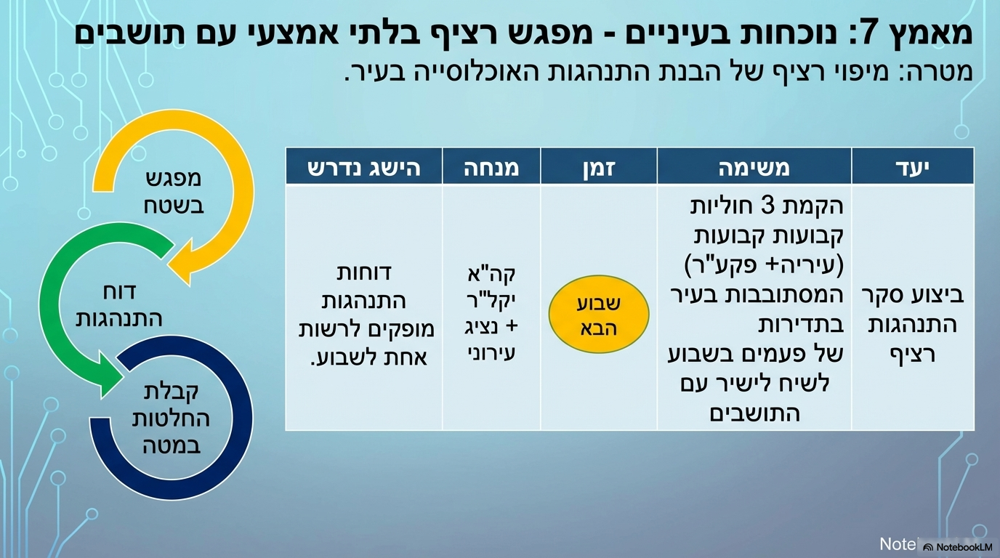 מאמץ 7: נוכחות בעיניים - מפגש רציף בלתי אמצעי עם תושבים
מטרה: מיפוי רציף של הבנת התנהגות האוכלוסייה בעיר.
יעד
משימה
זמן
מנחה
הישג נדרש
ביצוע סקר
התנהגות
רציף
הקמת 3 חוליות
קבועות קבועות
(עיריה+ פקע"ר)
המסתובבות בעיר
בתדירות
של פעמים בשבוע
לשיח לישיר עם
התושבים
שבוע
הבא
קה"א
יקל"ר
+ נציג
עירוני
דוחות
התנהגות
מופקים לרשות
אחת לשבוע.
מפגש
בשטח
דוח
התנהגות
קבלת
החלטות
במטה
Note
NotebookLM